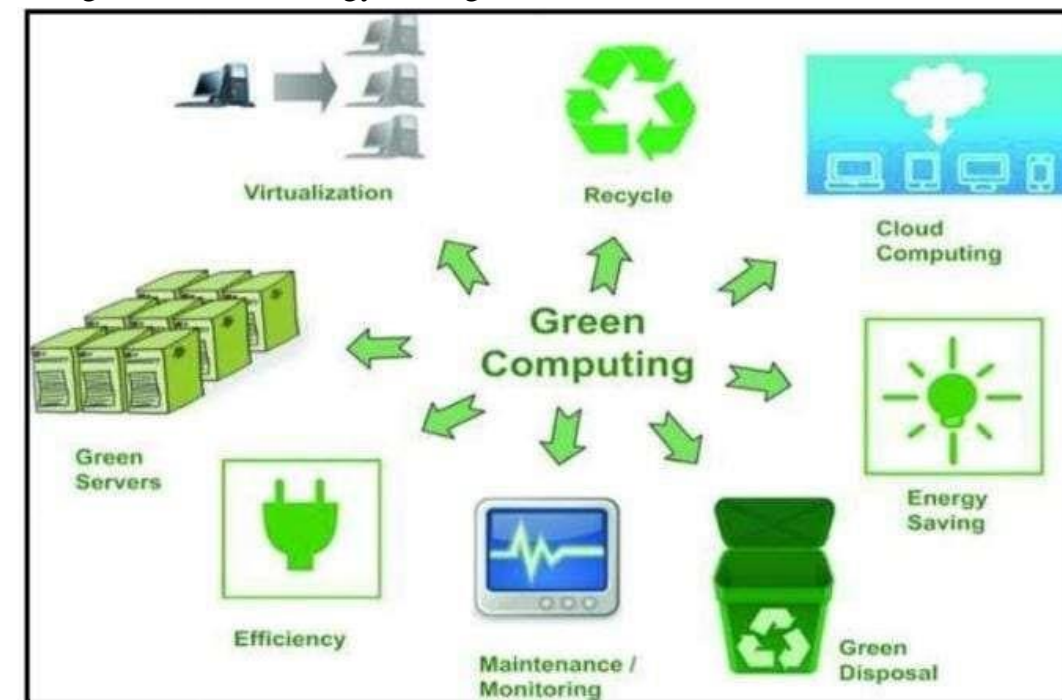 Virtualization
Recycle
Cloud
Computing
Green
Computing
Green
Servers
Energy
Saving
Efficiency
Maintenance /
Monitoring
Green
Disposal